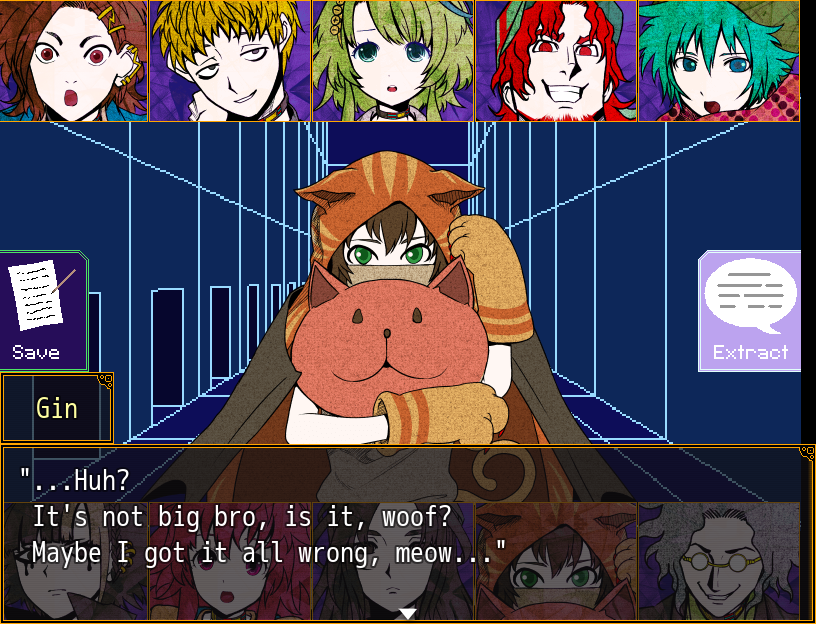 Save
Extract
Gin
"...Huh?
It's not big bro, is it, woof?
Maybe I got it all wrong, meow..."